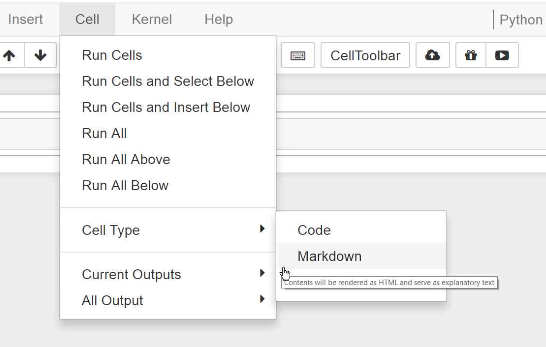 Insert Cell Kernel Help Python
CellToolbar
Run Cells
Run Cells and Select Below
Run Cells and Insert Below
Run All
Run All Above
Run All Below
Cell Type
Code
Markdown
Current Outputs
Contents will be rendered as HTML and serve as explanatory text
All Output